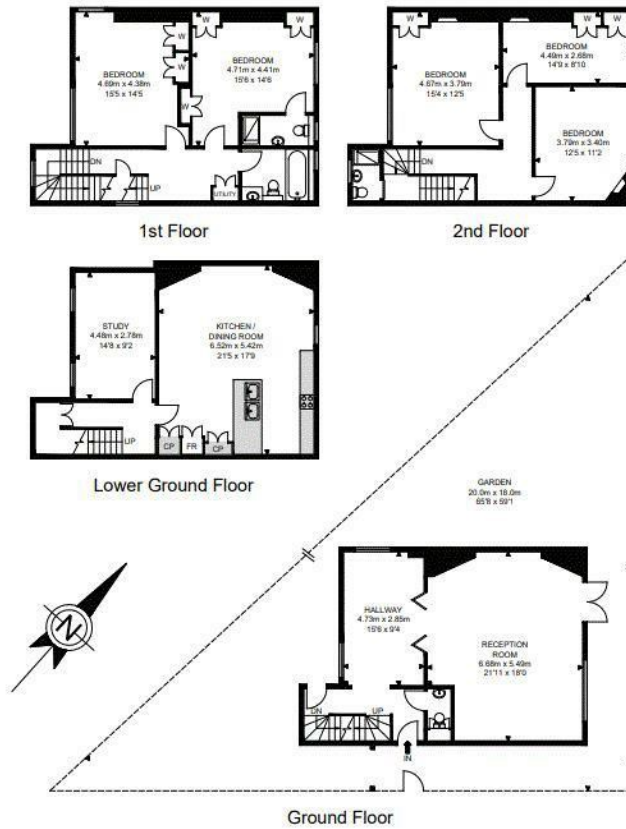 W
W
W
W
W
W
BEDROOM
4.69m x 4.38m
15'5 x 14'5
BEDROOM
4.71m x 4.41m
15'6 x 14'6
DN
UP
UTILITY
1st Floor
W
W
W
BEDROOM
4.67m x 3.79m
15'4 x 12'5
BEDROOM
4.49m x 2.68m
14'9 x 8'10
BEDROOM
3.79m x 3.40m
12'5 x 11'2
DN
UP
2nd Floor
STUDY
4.48m x 2.78m
14'8 x 9'2
KITCHEN /
DINING ROOM
6.52m x 5.42m
21'5 x 17'9
UP
CP
FR
CP
Lower Ground Floor
GARDEN
20.0m x 18.0m
65'8 x 59'1
N
HALLWAY
4.73m x 2.85m
15'6 x 9'4
RECEPTION
ROOM
6.68m x 5.49m
21'11 x 18'0
DN
UP
IN
Ground Floor